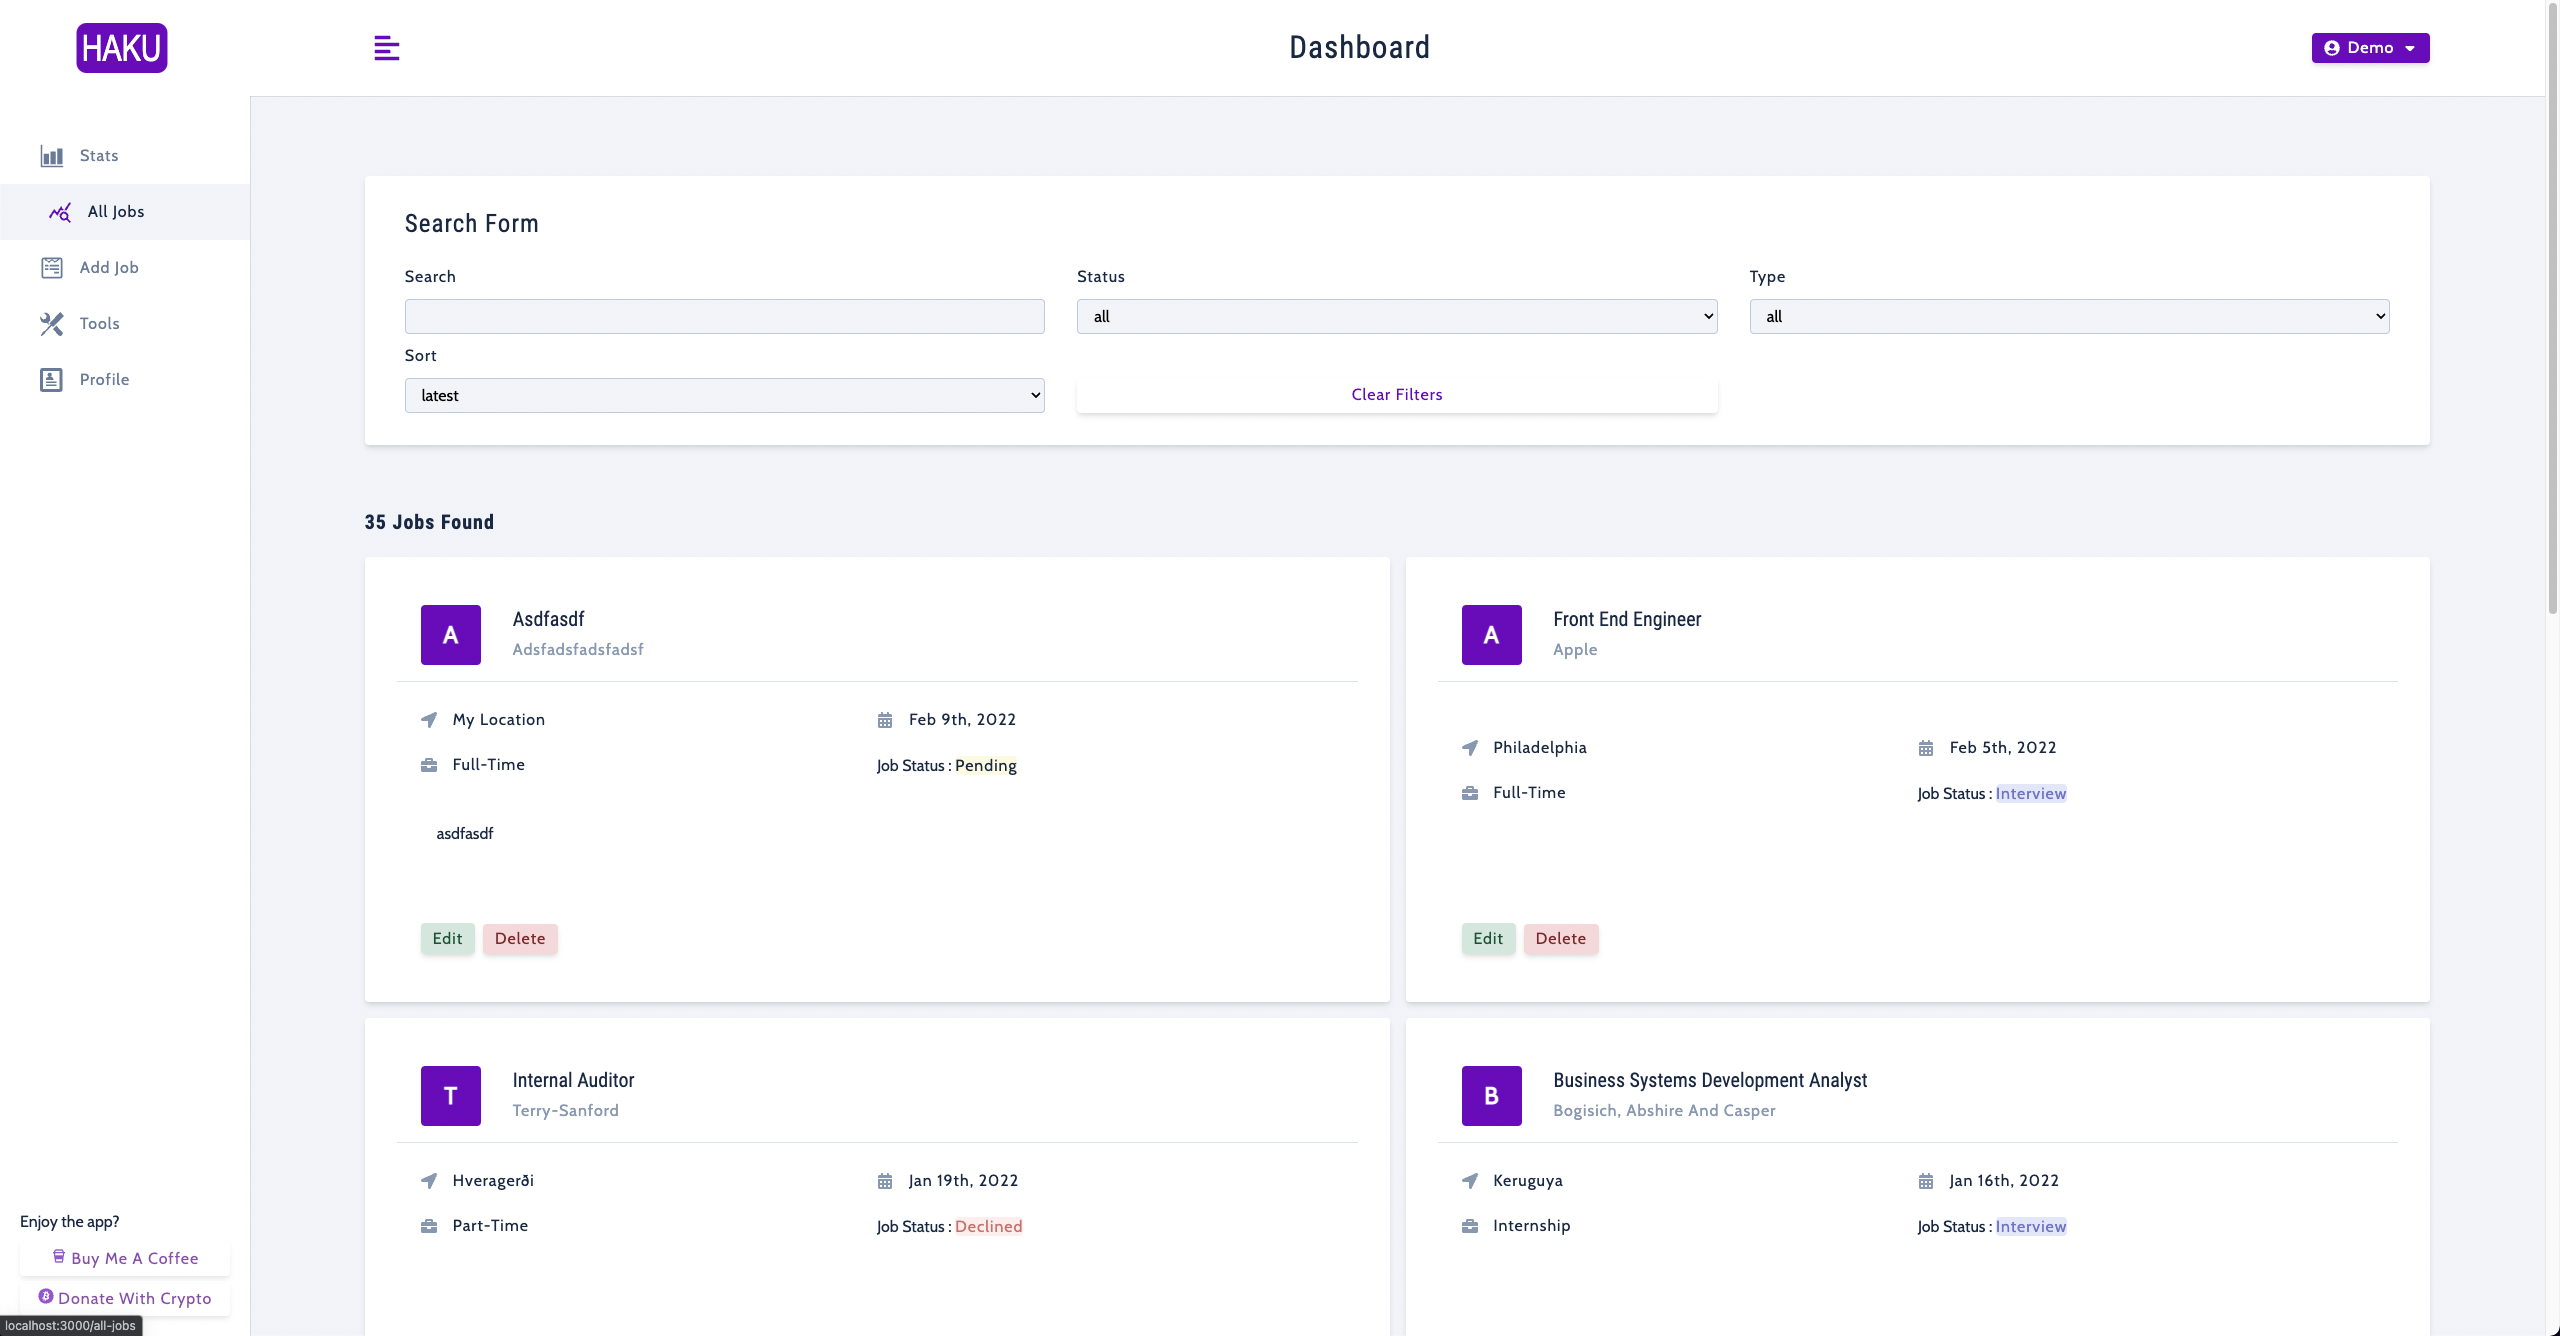 HAKU
Dashboard
Demo
Stats
All Jobs
Add Job
Tools
Profile
Search Form
Search
Status
Type
all
all
Sort
latest
Clear Filters
35 Jobs Found
A
Asdfasdf
Adsfadsfadsfadsf
My Location
Feb 9th, 2022
Full-Time
Job Status : Pending
asdfasdf
Edit
Delete
A
Front End Engineer
Apple
Philadelphia
Feb 5th, 2022
Full-Time
Job Status : Interview
Edit
Delete
T
Internal Auditor
Terry-Sanford
Hveragerði
Jan 19th, 2022
Part-Time
Job Status : Declined
B
Business Systems Development Analyst
Bogisich, Abshire And Casper
Keruguya
Jan 16th, 2022
Internship
Job Status : Interview
Enjoy the app?
Buy Me A Coffee
Donate With Crypto
localhost:3000/all-jobs